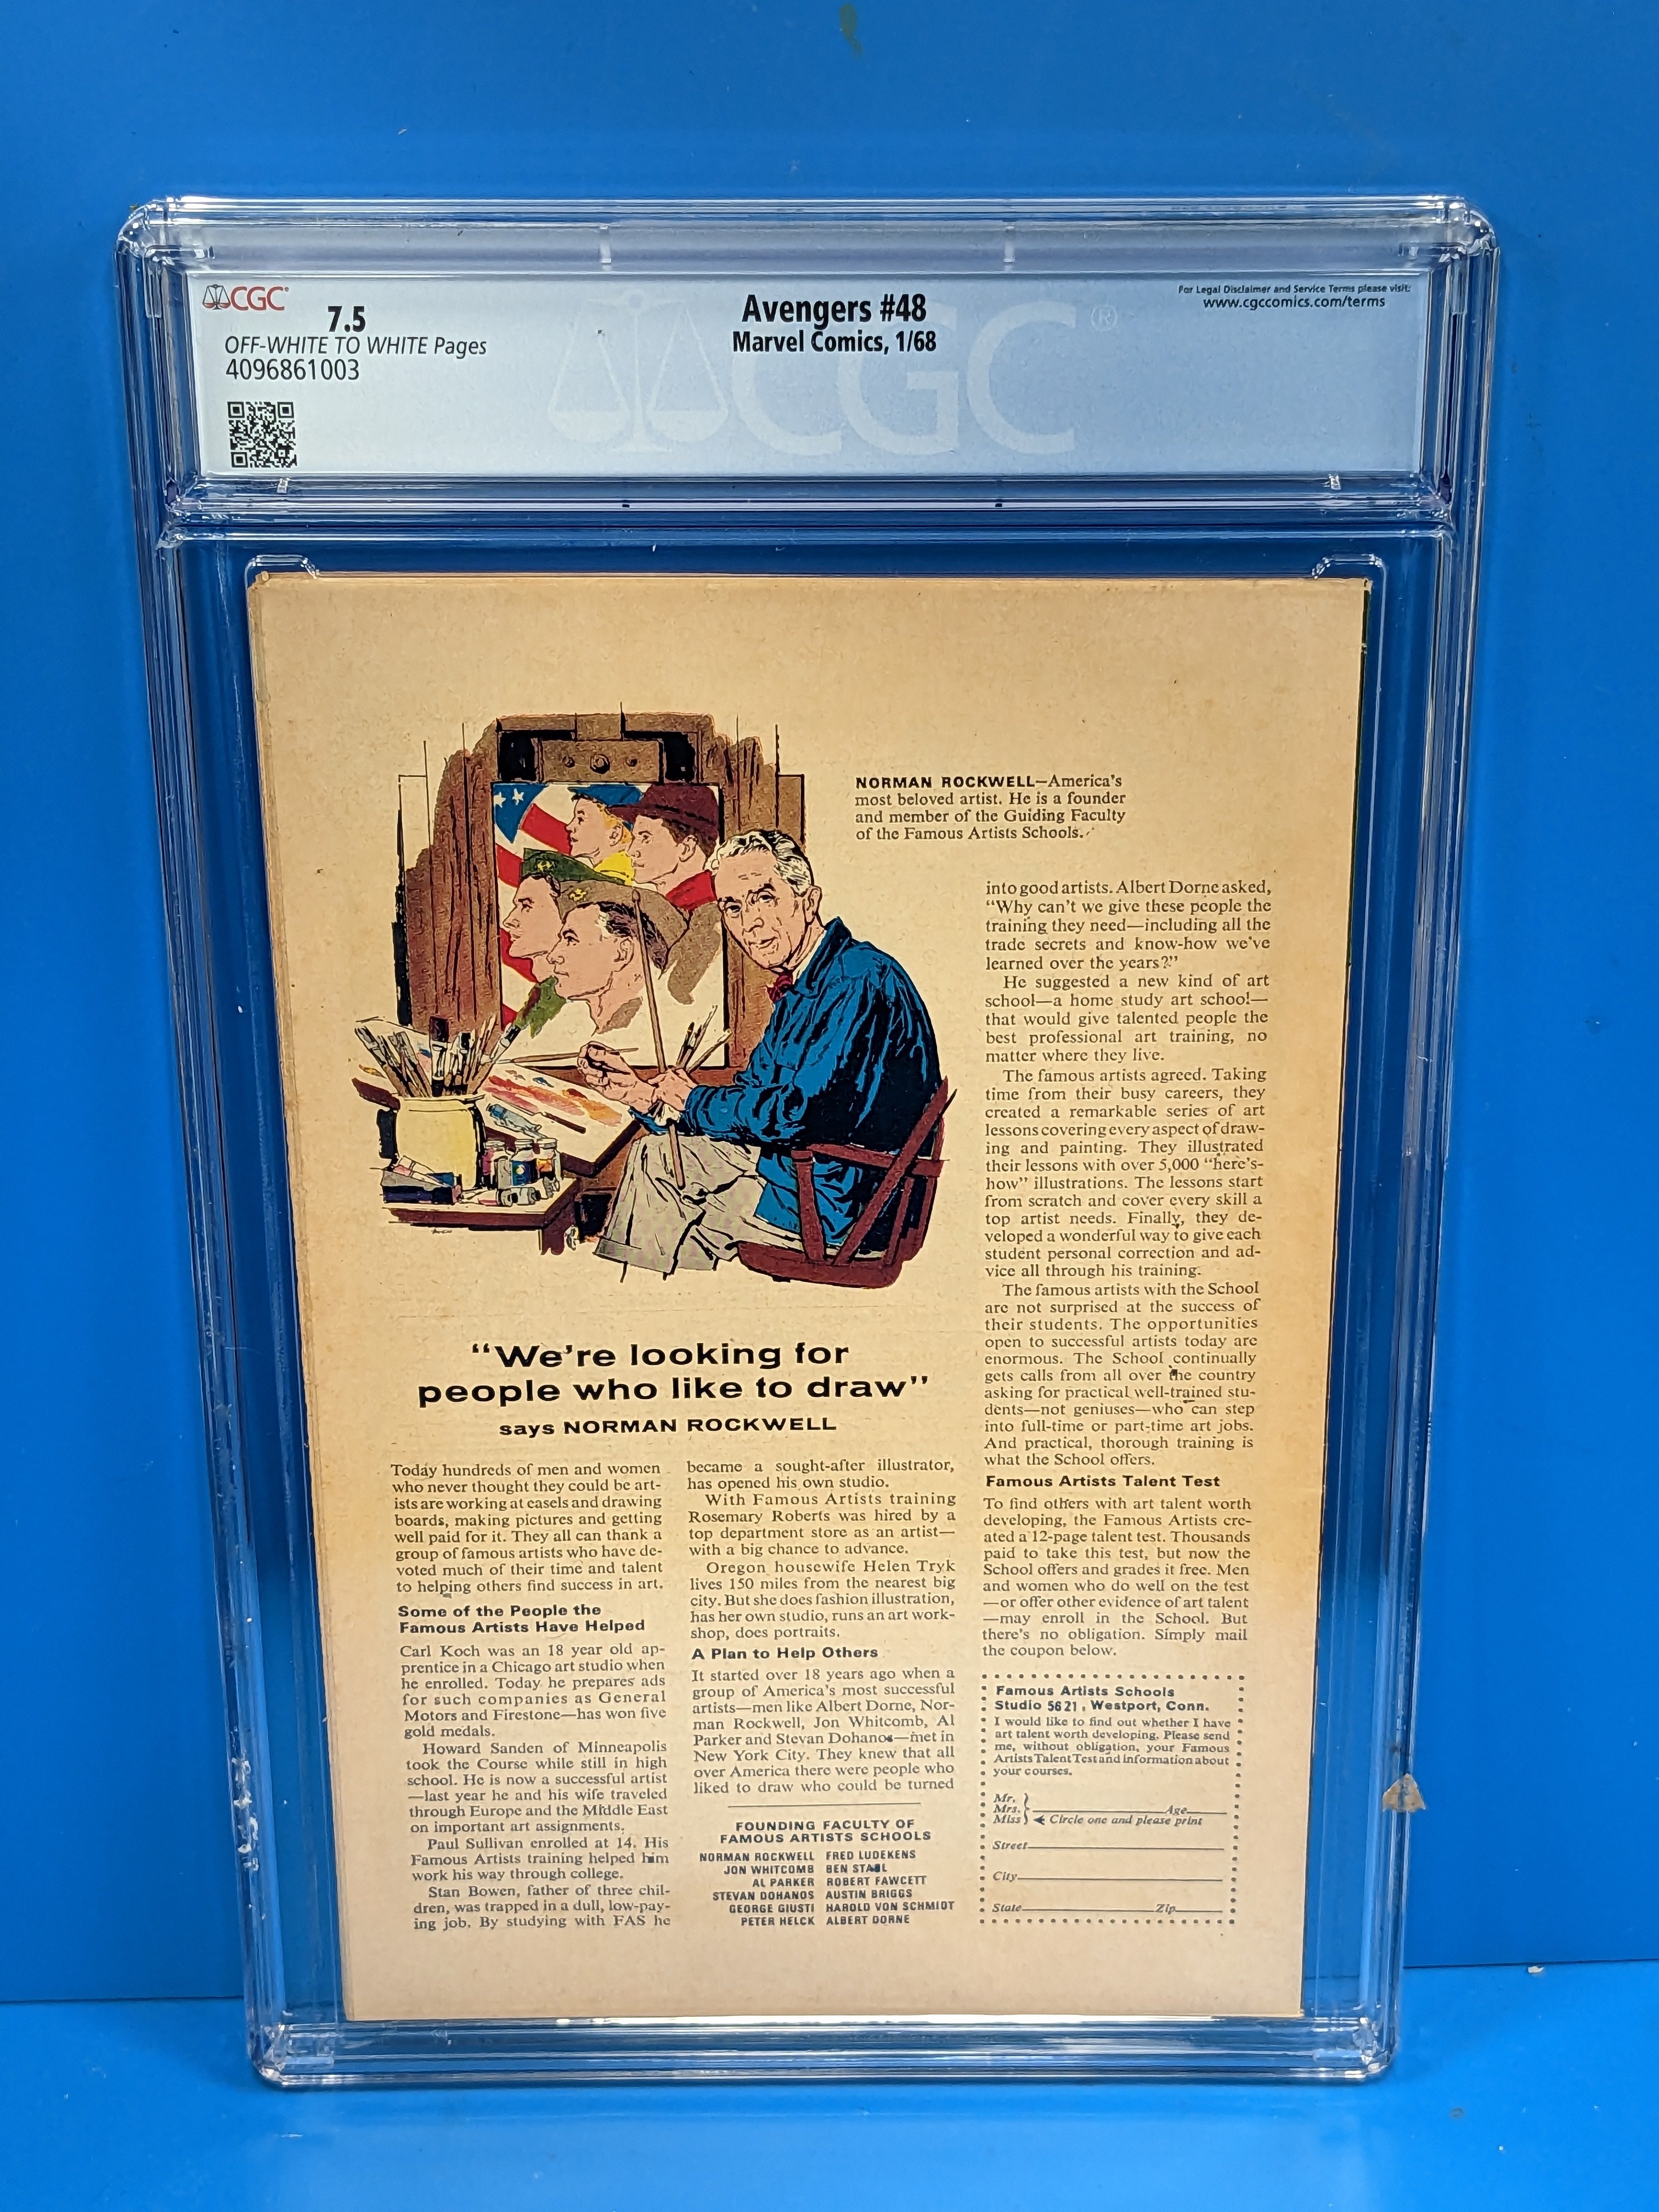 CGC
7.5
OFF-WHITE TO WHITE Pages
4096861003
Avengers #48
Marvel Comics, 1/68
For Legal Disclaimer and Service Terms please visit:
www.cgccomics.com/terms
CGC®
NORMAN ROCKWELL—America's
most beloved artist. He is a founder
and member of the Guiding Faculty
of the Famous Artists Schools.
"We're looking for
people who like to draw"
says NORMAN ROCKWELL
Today hundreds of men and women
who never thought they could be art-
ists are working at easels and drawing
boards, making pictures and getting
well paid for it. They all can thank a
group of famous artists who have de-
voted much of their time and talent
to helping others find success in art.
Some of the People the
Famous Artists Have Helped
Carl Koch was an 18 year old ap-
prentice in a Chicago art studio when
he enrolled. Today he prepares ads
for such companies as General
Motors and Firestone—has won five
gold medals.
Howard Sanden of Minneapolis
took the Course while still in high
school. He is now a successful artist
—last year he and his wife traveled
through Europe and the Middle East
on important art assignments.
Paul Sullivan enrolled at 14. His
Famous Artists training helped him
work his way through college.
Stan Bowen, father of three chil-
dren, was trapped in a dull, low-pay-
ing job. By studying with FAS he
became a sought-after illustrator,
has opened his own studio.
With Famous Artists training
Rosemary Roberts was hired by a
top department store as an artist—
with a big chance to advance.
Oregon housewife Helen Tryk
lives 150 miles from the nearest big
city. But she does fashion illustration,
has her own studio, runs an art work-
shop, does portraits.
A Plan to Help Others
It started over 18 years ago when a
group of America's most successful
artists—men like Albert Dorne, Nor-
man Rockwell, Jon Whitcomb, Al
Parker and Stevan Dohanos—met in
New York City. They knew that all
over America there were people who
liked to draw who could be turned
FOUNDING FACULTY OF
FAMOUS ARTISTS SCHOOLS
NORMAN ROCKWELL FRED LUDEKENS
JON WHITCOMB BEN STAHL
AL PARKER ROBERT FAWCETT
STEVAN DOHANOS AUSTIN BRIGGS
GEORGE GIUSTI HAROLD VON SCHMIDT
PETER HELCK ALBERT DORNE
into good artists. Albert Dorne asked,
"Why can't we give these people the
training they need—including all the
trade secrets and know-how we've
learned over the years?"
He suggested a new kind of art
school—a home study art school—
that would give talented people the
best professional art training, no
matter where they live.
The famous artists agreed. Taking
time from their busy careers, they
created a remarkable series of art
lessons covering every aspect of draw-
ing and painting. They illustrated
their lessons with over 5,000 "here's-
how" illustrations. The lessons start
from scratch and cover every skill a
top artist needs. Finally, they de-
veloped a wonderful way to give each
student personal correction and ad-
vice all through his training.
The famous artists with the School
are not surprised at the success of
their students. The opportunities
open to successful artists today are
enormous. The School continually
gets calls from all over the country
asking for practical well-trained stu-
dents—not geniuses—who can step
into full-time or part-time art jobs.
And practical, thorough training is
what the School offers.
Famous Artists Talent Test
To find others with art talent worth
developing, the Famous Artists cre-
ated a 12-page talent test. Thousands
paid to take this test, but now the
School offers and grades it free. Men
and women who do well on the test
—or offer other evidence of art talent
—may enroll in the School. But
there's no obligation. Simply mail
the coupon below.
Famous Artists Schools
Studio 5621, Westport, Conn.
I would like to find out whether I have
art talent worth developing. Please send
me, without obligation, your Famous
Artists Talent Test and information about
your courses.
Mr.
Mrs. Age
Miss Circle one and please print
Street
City
State Zip